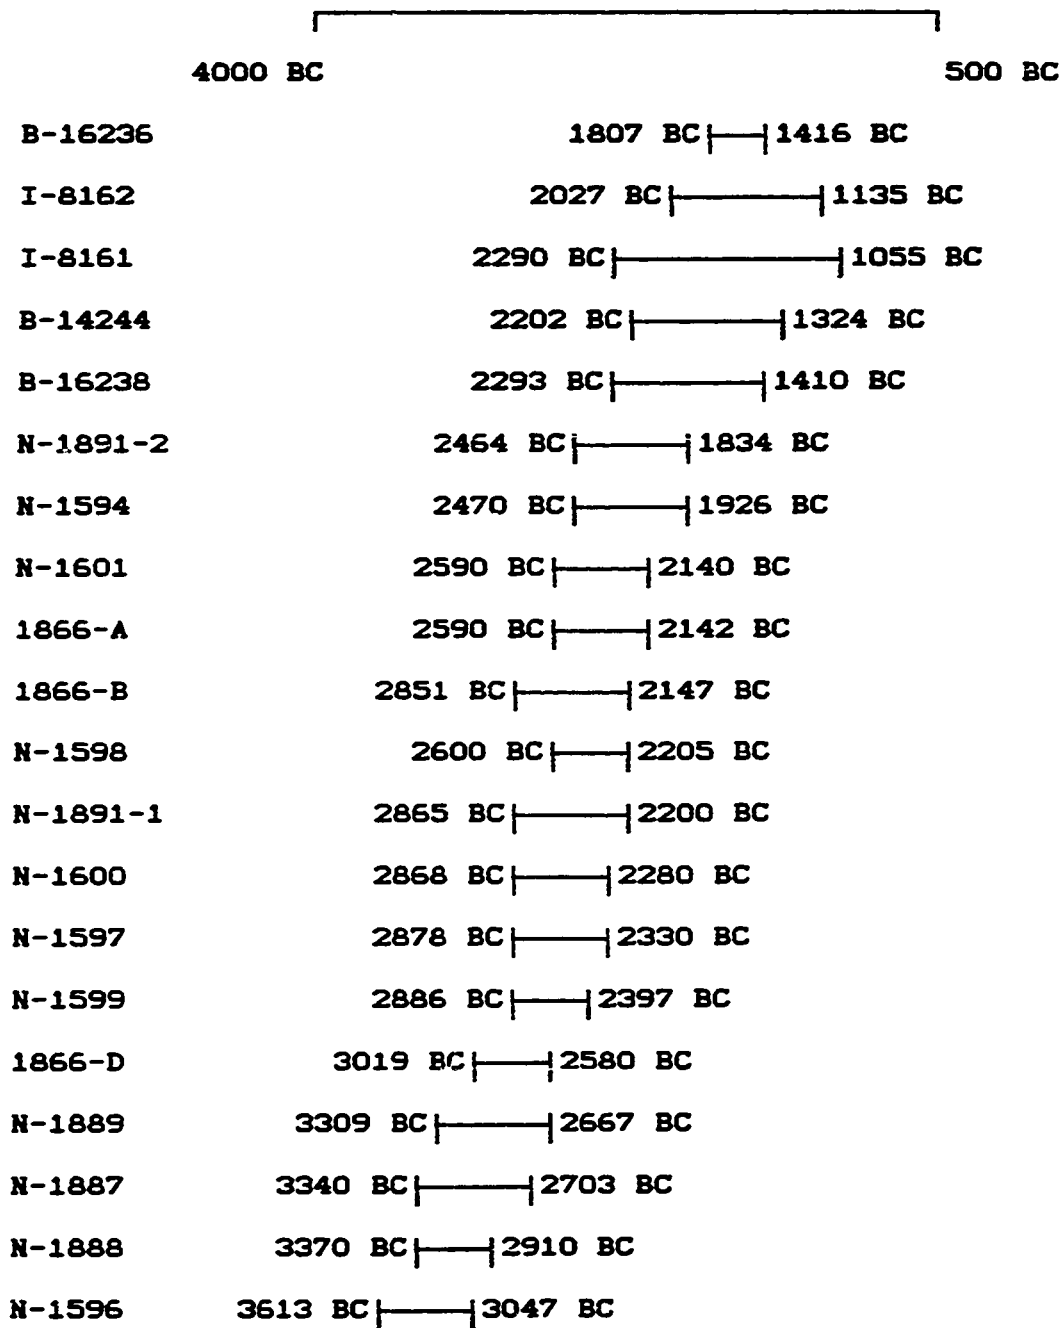 4000 BC 500 BC
B-16236 1807 BC 1416 BC
I-8162 2027 BC 1135 BC
I-8161 2290 BC 1055 BC
B-14244 2202 BC 1324 BC
B-16238 2293 BC 1410 BC
N-1891-2 2464 BC 1834 BC
N-1594 2470 BC 1926 BC
N-1601 2590 BC 2140 BC
1866-A 2590 BC 2142 BC
1866-B 2851 BC 2147 BC
N-1598 2600 BC 2205 BC
N-1891-1 2865 BC 2200 BC
N-1600 2868 BC 2280 BC
N-1597 2878 BC 2330 BC
N-1599 2886 BC 2397 BC
1866-D 3019 BC 2580 BC
N-1889 3309 BC 2667 BC
N-1887 3340 BC 2703 BC
N-1888 3370 BC 2910 BC
N-1596 3613 BC 3047 BC